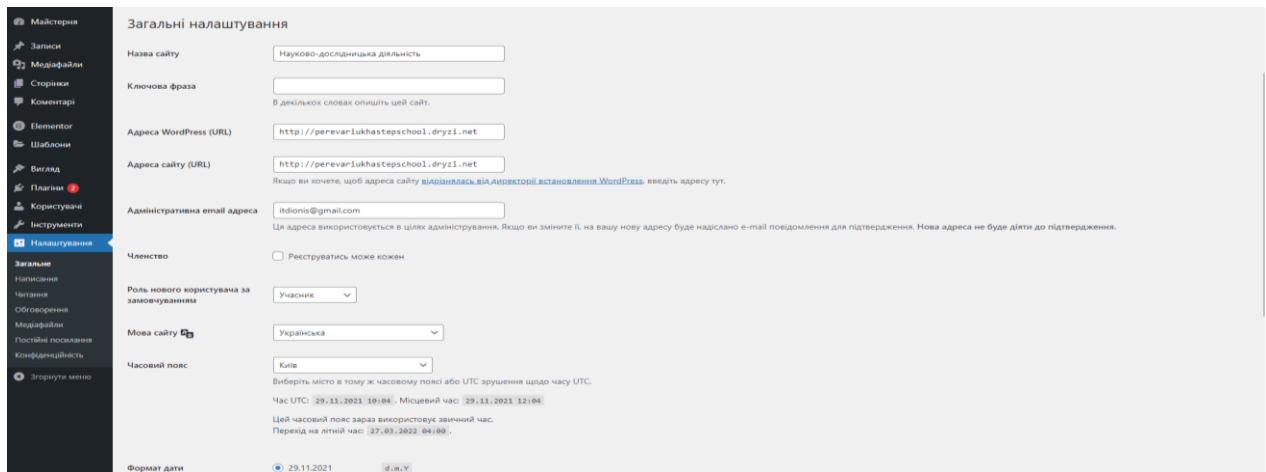 Майстерня
Записи
Медіафайли
Сторінки
Коментарі
Elementor
Шаблони
Вигляд
Плагіни 2
Користувачі
Інструменти
Налаштування
Загальне
Написання
Читання
Обговорення
Медіафайли
Постійні посилання
Конфіденційність
Згорнути меню
Загальні налаштування
Назва сайту
Науково-дослідницька діяльність
Ключова фраза
В декількох словах опишіть цей сайт.
Адреса WordPress (URL)
http://perevariukhastepschool.dryzi.net
Адреса сайту (URL)
http://perevariukhastepschool.dryzi.net
Якщо ви хочете, щоб адреса сайту відрізнялась від директорії встановлення WordPress, введіть адресу тут.
Адміністративна email адреса
itdionis@gmail.com
Ця адреса використовується в цілях адміністрування. Якщо ви зміните її, на вашу нову адресу буде надіслано e-mail повідомлення для підтвердження. Нова адреса не буде діяти до підтвердження.
Членство
Реєструватись може кожен
Роль нового користувача за
замовчуванням
Учасник
Мова сайту
Українська
Часовий пояс
Київ
Виберіть місто в тому ж часовому поясі або UTC зрушення щодо часу UTC.
Час UTC: 29.11.2021 10:04 . Місцевий час: 29.11.2021 12:04
Цей часовий пояс зараз використовує звичний час.
Перехід на літній час: 27.03.2022 04:00 .
Формат дати
29.11.2021 d.m.Y